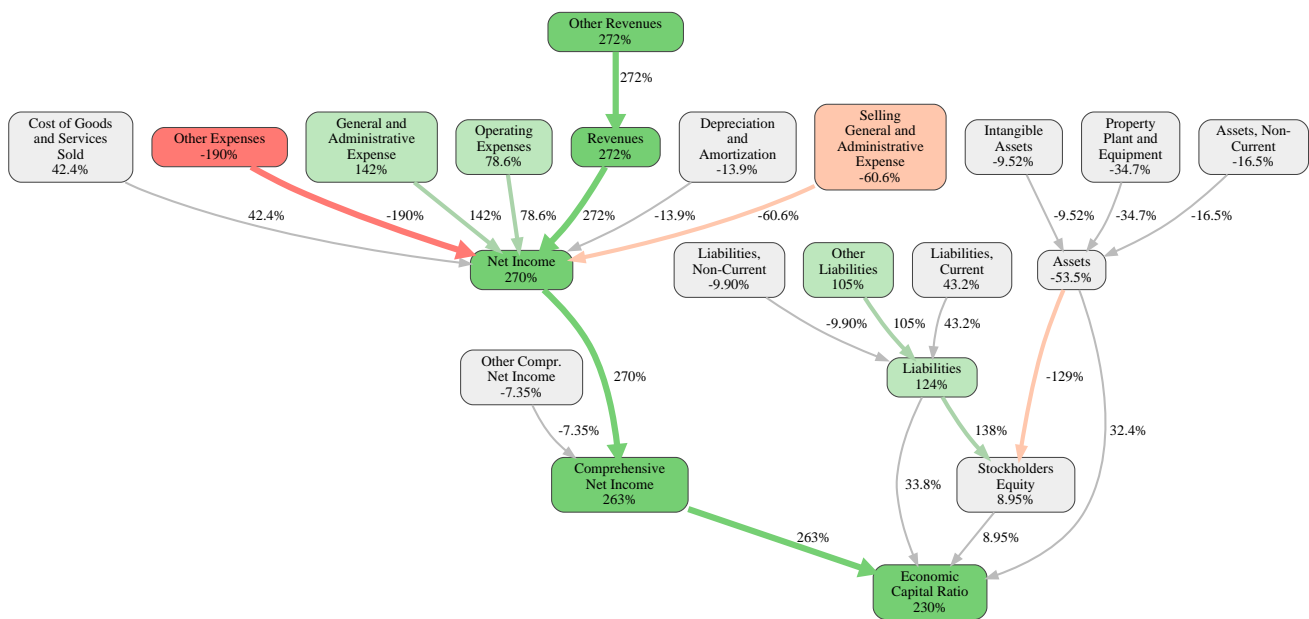 Other Revenues
272%
272%
Cost of Goods
and Services
Sold
42.4%
Other Expenses
-190%
General and
Administrative
Expense
142%
Operating
Expenses
78.6%
Revenues
272%
Depreciation
and
Amortization
-13.9%
Selling
General and
Administrative
Expense
-60.6%
Intangible
Assets
-9.52%
Property
Plant and
Equipment
-34.7%
Assets, Non-
Current
-16.5%
42.4%
-190%
142%
78.6%
272%
-13.9%
-60.6%
-9.52%
-34.7%
-16.5%
Net Income
270%
Liabilities,
Non-Current
-9.90%
Other
Liabilities
105%
Liabilities,
Current
43.2%
Assets
-53.5%
-9.90%
105%
43.2%
Other Compr.
Net Income
-7.35%
270%
Liabilities
124%
-129%
-7.35%
138%
32.4%
Comprehensive
Net Income
263%
33.8%
Stockholders
Equity
8.95%
263%
8.95%
Economic
Capital Ratio
230%